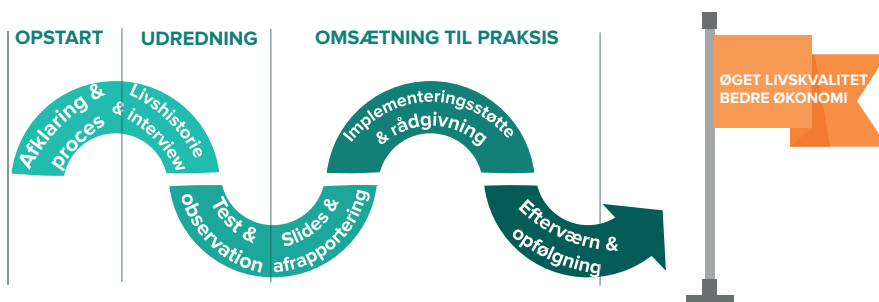 OPSTART
UDREDNING
OMSÆTNING TIL PRAKSIS
Afklaring &
proces
Livshistorie
& interview
Test &
observation
Slides &
afrapportering
Implementeringsstøtte
& rådgivning
Efterværn &
opfølgning
ØGET LIVSKVALITET
BEDRE ØKONOMI